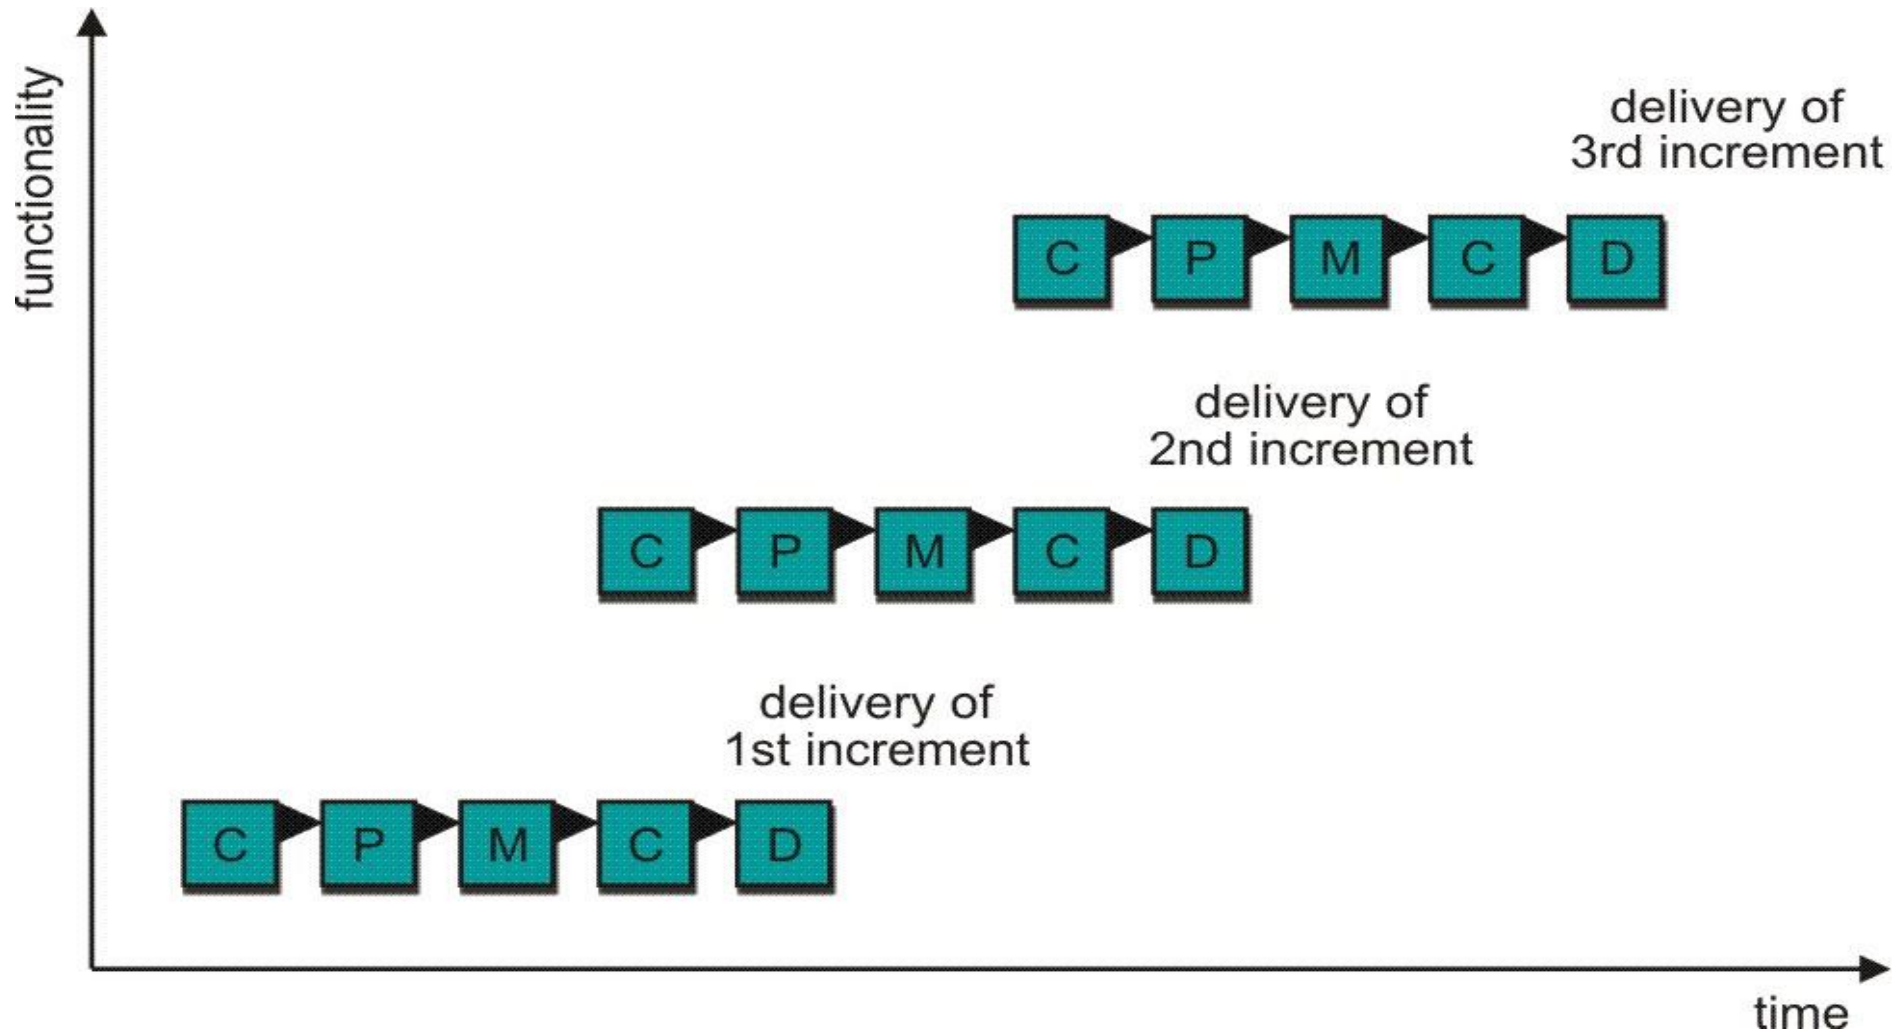 functionality
delivery of
3rd increment
C P M C D
delivery of
2nd increment
C P M C D
delivery of
1st increment
C P M C D
time